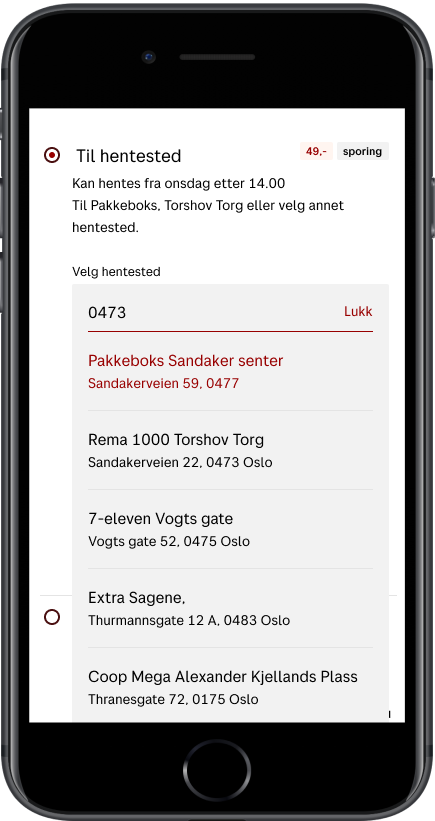 Til hentested
49,- sporing
Kan hentes fra onsdag etter 14.00
Til Pakkeboks, Torshov Torg eller velg annet
hentested.
Velg hentested
0473 Lukk
Pakkeboks Sandaker senter
Sandakerveien 59, 0477
Rema 1000 Torshov Torg
Sandakerveien 22, 0473 Oslo
7-eleven Vogts gate
Vogts gate 52, 0475 Oslo
Extra Sagene,
Thurmannsgate 12 A, 0483 Oslo
Coop Mega Alexander Kjellands Plass
Thranesgate 72, 0175 Oslo